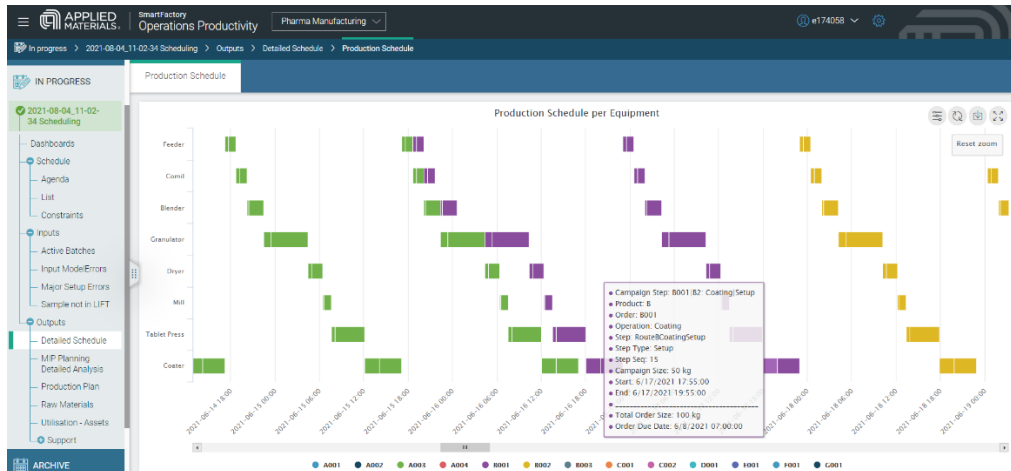 APPLIED
MATERIALS®
SmartFactory
Operations Productivity
Pharma Manufacturing
e174058
In progress > 2021-08-04_11-02-34 Scheduling > Outputs > Detailed Schedule > Production Schedule
IN PROGRESS
2021-08-04_11-02-
34 Scheduling
Dashboards
Schedule
Agenda
List
Constraints
Inputs
Active Batches
Input ModelErrors
Major Setup Errors
Sample not in LIFT
Outputs
Detailed Schedule
MIP Planning
Detailed Analysis
Production Plan
Raw Materials
Utilisation - Assets
Support
ARCHIVE
Production Schedule
Production Schedule per Equipment
Reset zoom
Feeder
Comil
Blender
Granulator
Dryer
Mill
Tablet Press
Coater
Campaign Step: B001:B2: Coating|Setup
Product: B
Order: B001
Operation: Coating
Step: RouteBCoatingSetup
Step Type: Setup
Step Seq: 15
Campaign Size: 50 kg
Start: 6/17/2021 17:55:00
End: 6/17/2021 19:55:00
Total Order Size: 100 kg
Order Due Date: 6/8/2021 07:00:00
2021-06-14 18:00
2021-06-15 00:00
2021-06-15 06:00
2021-06-15 12:00
2021-06-15 18:00
2021-06-16 00:00
2021-06-16 06:00
2021-06-16 12:00
2021-06-16 18:00
2021-06-18 00:00
2021-06-18 06:00
2021-06-18 12:00
2021-06-18 18:00
2021-06-19 00:00
A001 A002 A003 A004 B001 B002 B003 C001 C002 D001 E001 F001 G001